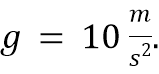 g = 10 m/s².